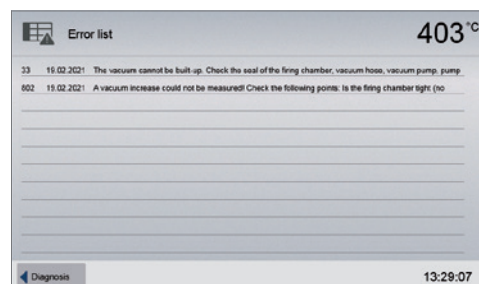 Error list
403 °C
33 19.02.2021 The vacuum cannot be built-up. Check the seal of the firing chamber, vacuum hose, vacuum pump, pump
802 19.02.2021 A vacuum increase could not be measured! Check the following points: Is the firing chamber tight (no
Diagnosis
13:29:07